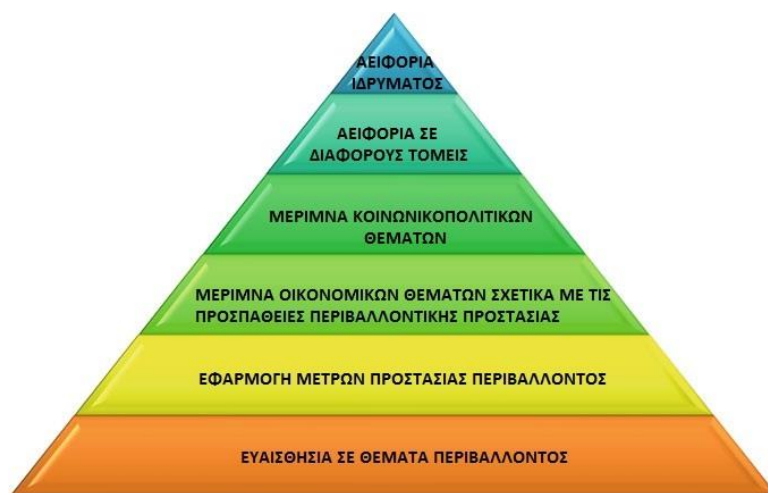 ΑΕΙΦΟΡΙΑ
ΙΔΡΥΜΑΤΟΣ
ΑΕΙΦΟΡΙΑ ΣΕ
ΔΙΑΦΟΡΟΥΣ ΤΟΜΕΙΣ
ΜΕΡΙΜΝΑ ΚΟΙΝΩΝΙΚΟΠΟΛΙΤΙΚΩΝ
ΘΕΜΑΤΩΝ
ΜΕΡΙΜΝΑ ΟΙΚΟΝΟΜΙΚΩΝ ΘΕΜΑΤΩΝ ΣΧΕΤΙΚΑ ΜΕ ΤΙΣ
ΠΡΟΣΠΑΘΕΙΕΣ ΠΕΡΙΒΑΛΛΟΝΤΙΚΗΣ ΠΡΟΣΤΑΣΙΑΣ
ΕΦΑΡΜΟΓΗ ΜΕΤΡΩΝ ΠΡΟΣΤΑΣΙΑΣ ΠΕΡΙΒΑΛΛΟΝΤΟΣ
ΕΥΑΙΣΘΗΣΙΑ ΣΕ ΘΕΜΑΤΑ ΠΕΡΙΒΑΛΛΟΝΤΟΣ